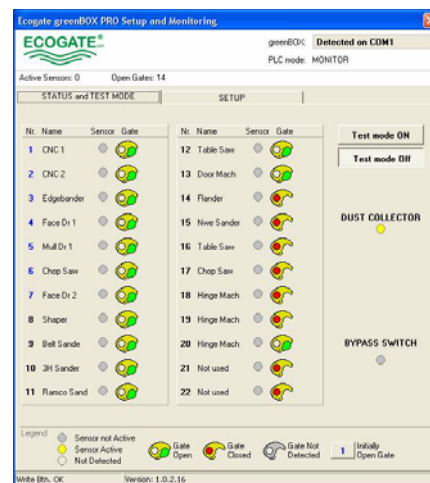 Ecogate greenBOX PRO Setup and Monitoring
ECOGATE
greenBOX: Detected on COM1
PLC mode: MONITOR
Active Sensors: 0 Open Gates: 14
STATUS and TEST MODE SETUP
Nr. Name Sensor Gate Nr. Name Sensor Gate
1 CNC 1 12 Table Saw
2 CNC 2 13 Door Mach
3 Edgebander 14 Flander
4 Face Dr 1 15 Nwe Sander
5 Mull Dr 1 16 Table Saw
6 Chop Saw 17 Chop Saw
7 Face Dr 2 18 Hinge Mach
8 Shaper 19 Hinge Mach
9 Belt Sande 20 Hinge Mach
10 3H Sander 21 Not used
11 Ramco Sand 22 Not used
Test mode ON
Test mode Off
DUST COLLECTOR
BYPASS SWITCH
Legend
Sensor not Active
Sensor Active
Not Detected
Gate Open
Gate Closed
Gate Not Detected
1 Initially Open Gate
Write Btn. OK Version: 1.0.2.16